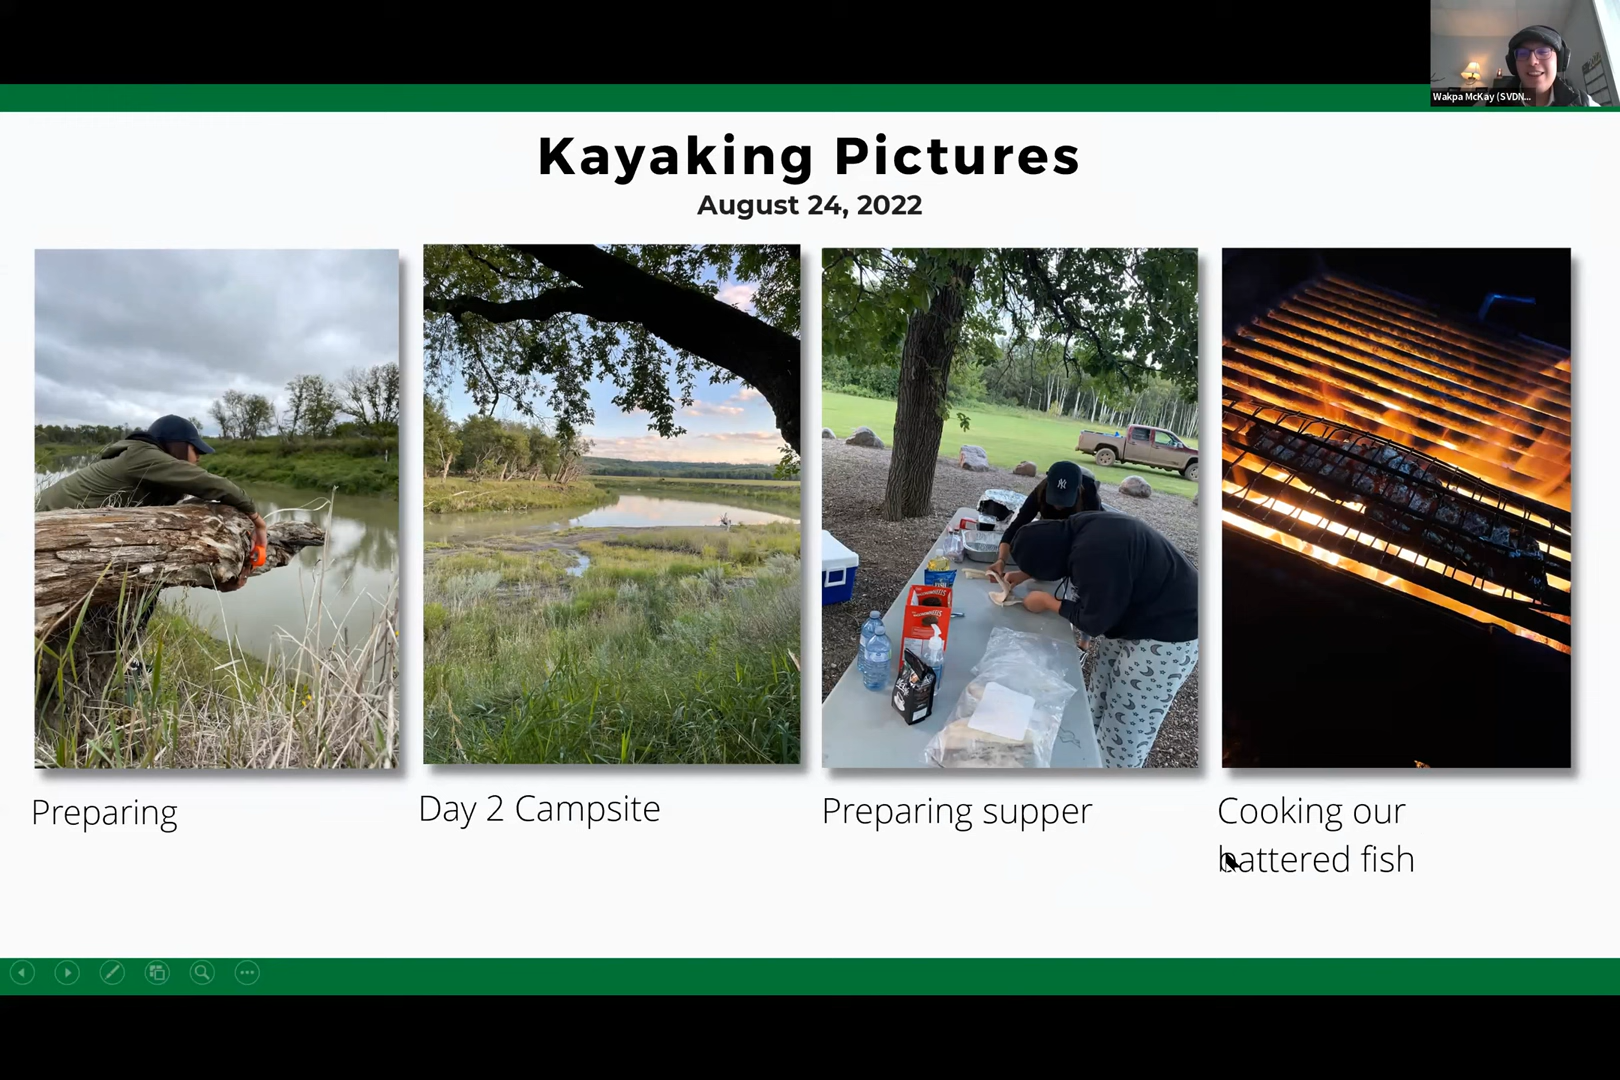 Wakpa McKay (SVDN...
Kayaking Pictures
August 24, 2022
Preparing
Day 2 Campsite
Preparing supper
Cooking our
battered fish